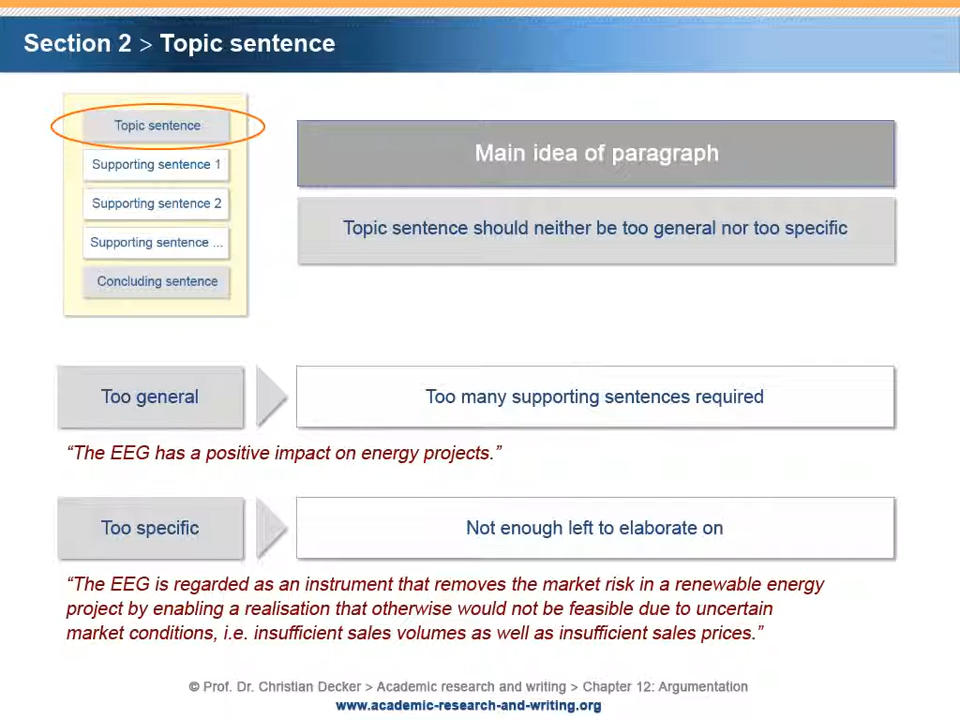 Section 2 > Topic sentence
Topic sentence
Supporting sentence 1
Supporting sentence 2
Supporting sentence ...
Concluding sentence
Main idea of paragraph
Topic sentence should neither be too general nor too specific
Too general
Too many supporting sentences required
“The EEG has a positive impact on energy projects.”
Too specific
Not enough left to elaborate on
“The EEG is regarded as an instrument that removes the market risk in a renewable energy
project by enabling a realisation that otherwise would not be feasible due to uncertain
market conditions, i.e. insufficient sales volumes as well as insufficient sales prices.”
© Prof. Dr. Christian Decker > Academic research and writing > Chapter 12: Argumentation
www.academic-research-and-writing.org